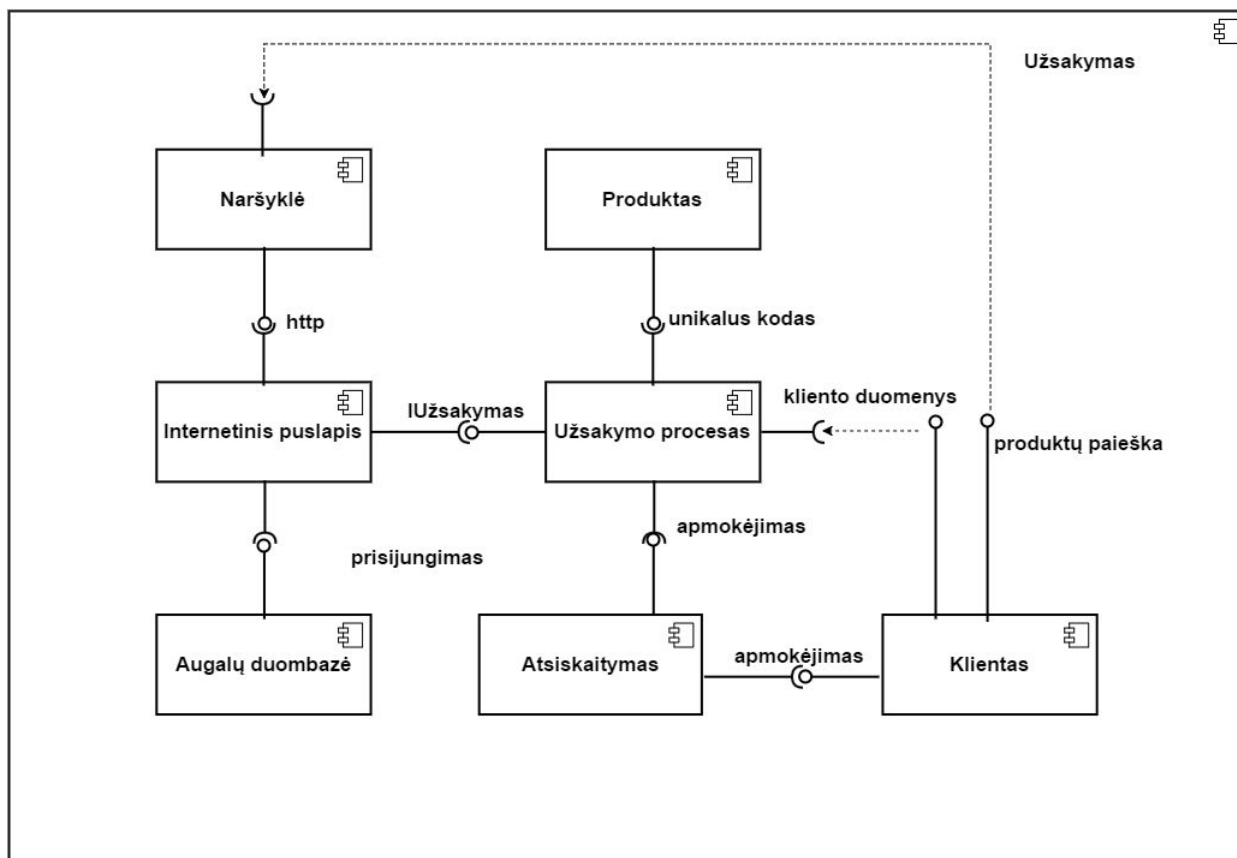 Užsakymas
Naršyklė
Produktas
http
unikalus kodas
kliento duomenys
IUžsakymas
Internetinis puslapis
Užsakymo procesas
produktų paieška
apmokėjimas
prisijungimas
apmokėjimas
Augalų duombazė
Atsiskaitymas
Klientas